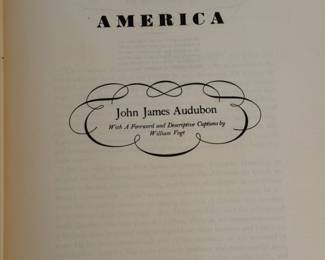 AMERICA
John James Audubon
With A Foreword and Descriptive Captions by
William Vogt